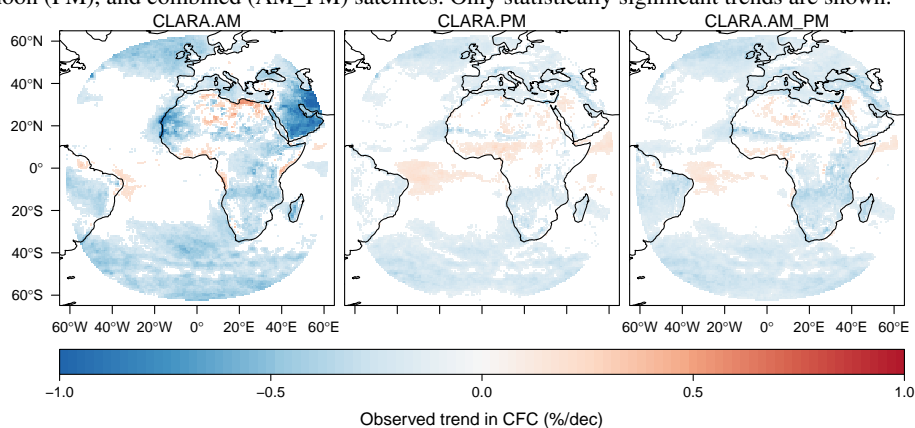 noon (PM), and combined (AM_PM) satellites. Only statistically significant trends are shown.
CLARA.AM CLARA.PM CLARA.AM_PM
60°N
40°N
20°N
0°
20°S
40°S
60°S
60°W 40°W 20°W 0° 20°E 40°E 60°E 60°W 40°W 20°W 0° 20°E 40°E 60°E
−1.0 −0.5 0.0 0.5 1.0
Observed trend in CFC (%/dec)